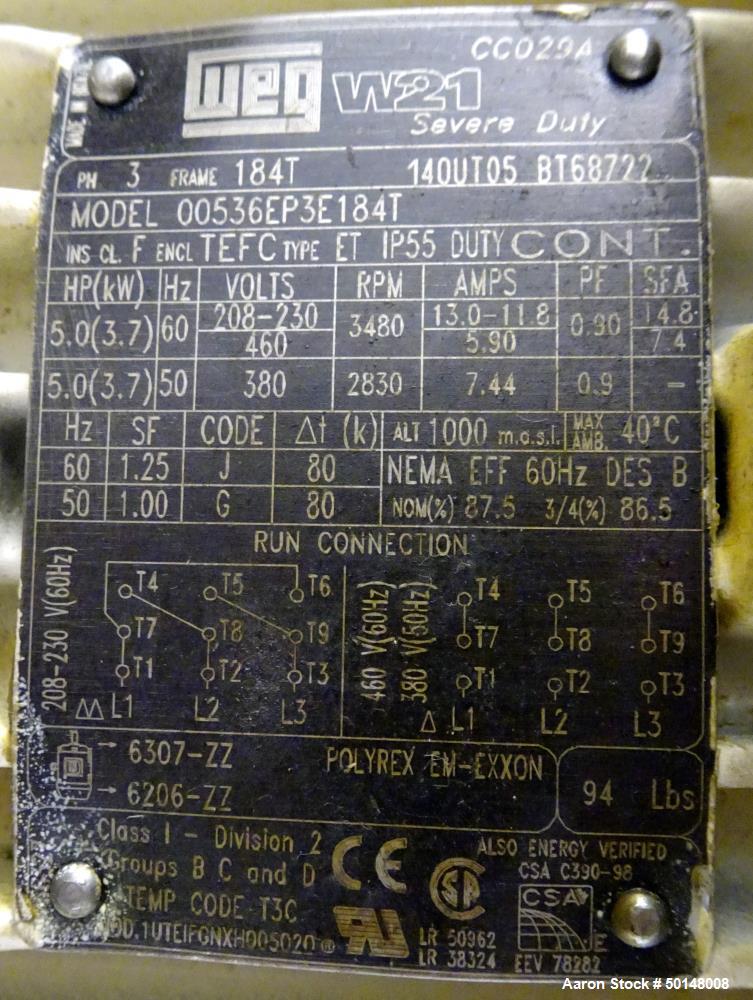 CC029A
weg W21
Severe Duty
PH 3 FRAME 184T 14OUT05 BT68722
MODEL 00536EP3E184T
INS CL. F ENCL TEFC TYPE ET IP55 DUTY CONT.
HP(kW) Hz VOLTS RPM AMPS PF SFA
5.0(3.7) 60 208-230 460 3480 13.0-11.8 5.90 0.90 14.8 7.4
5.0(3.7) 50 380 2830 7.44 0.9 -
Hz SF CODE Δt (k) ALT 1000 m.a.s.l. MAX AMB. 40°C
60 1.25 J 80 NEMA EFF 60Hz DES B
50 1.00 G 80 NOM(%) 87.5 3/4(%) 86.5
RUN CONNECTION
208-230 V(60Hz)
T4 T5 T6
T7 T8 T9
T1 T2 T3
ΔΔ L1 L2 L3
460 V(60Hz)
380 V(50Hz)
T4 T5 T6
T7 T8 T9
T1 T2 T3
Δ L1 L2 L3
→ 6307-ZZ
→ 6206-ZZ
POLYREX EM-EXXON
94 Lbs
Class I - Division 2
Groups B C and D
TEMP CODE T3C
CE
ALSO ENERGY VERIFIED
CSA C390-98
CSA
LR 50962
LR 38324
EEV 78282
Aaron Stock # 50148008